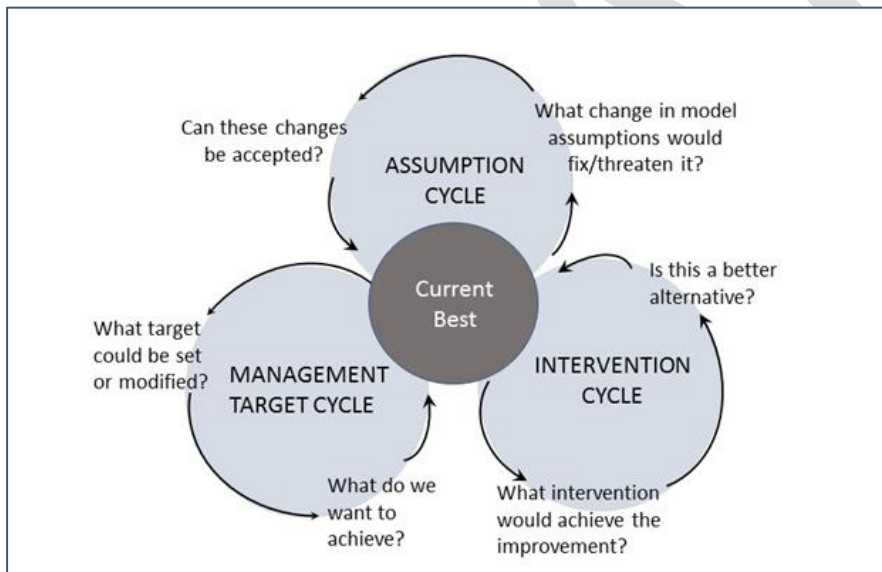 Can these changes
be accepted?
What change in model
assumptions would
fix/threaten it?
ASSUMPTION
CYCLE
Current
Best
Is this a better
alternative?
What target
could be set
or modified?
MANAGEMENT
TARGET CYCLE
INTERVENTION
CYCLE
What do we
want to
achieve?
What intervention
would achieve the
improvement?